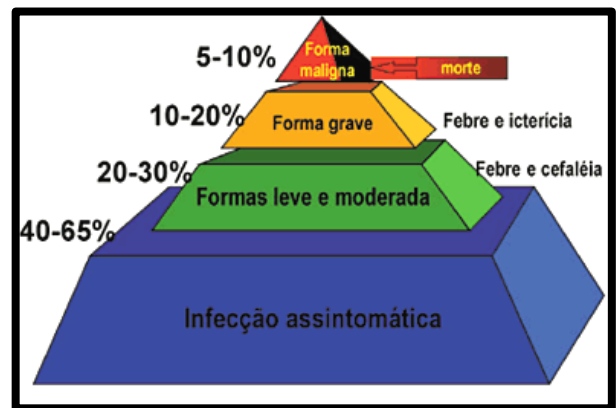 5-10%
Forma
maligna
morte
10-20%
Forma grave
Febre e icterícia
20-30%
Febre e cefaléia
Formas leve e moderada
40-65%
Infecção assintomática